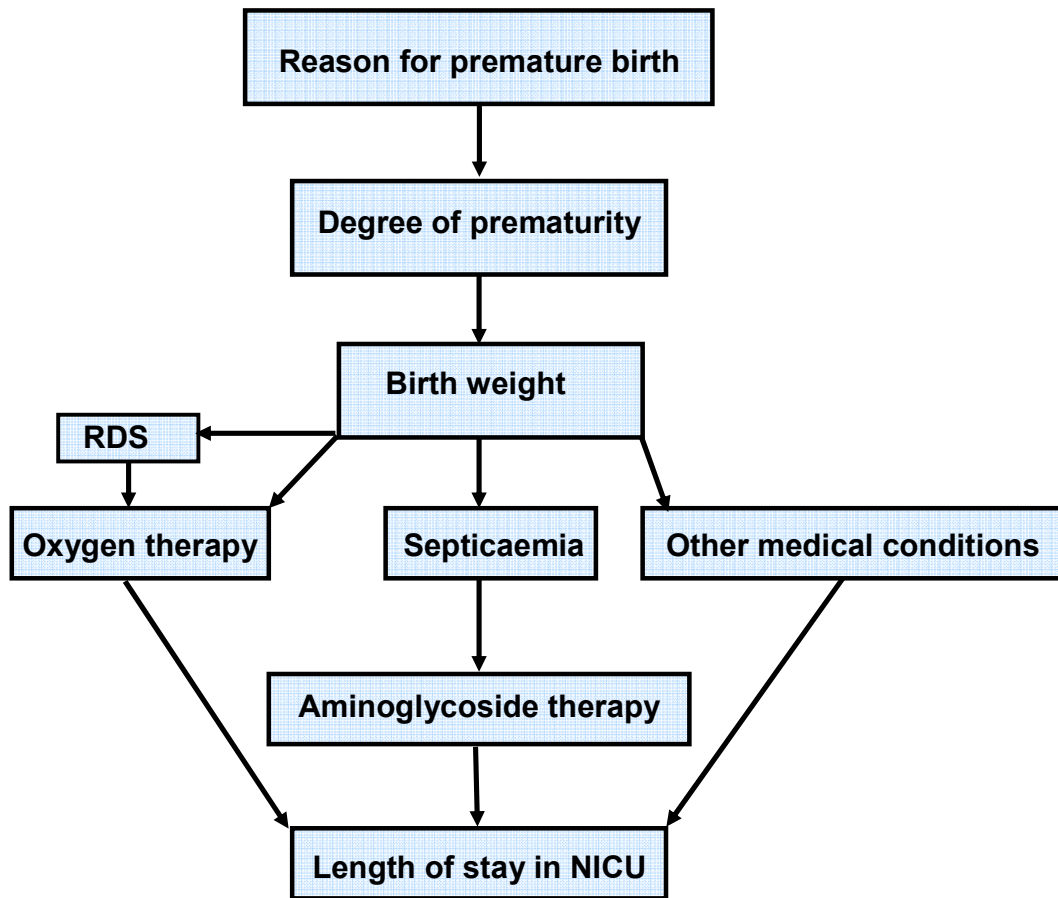 Reason for premature birth
Degree of prematurity
Birth weight
RDS
Oxygen therapy
Septicaemia
Other medical conditions
Aminoglycoside therapy
Length of stay in NICU